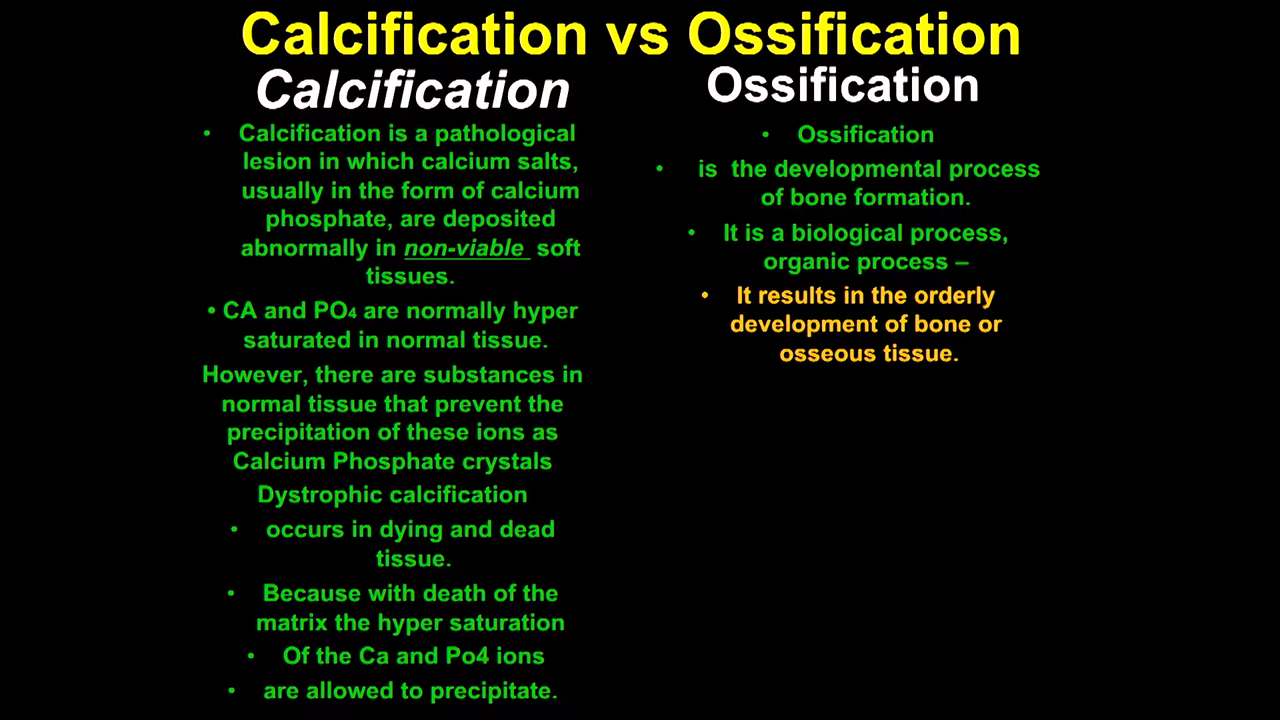 Calcification vs Ossification
Calcification
• Calcification is a pathological
lesion in which calcium salts,
usually in the form of calcium
phosphate, are deposited
abnormally in non-viable soft
tissues.
• CA and PO4 are normally hyper
saturated in normal tissue.
However, there are substances in
normal tissue that prevent the
precipitation of these ions as
Calcium Phosphate crystals
Dystrophic calcification
• occurs in dying and dead
tissue.
• Because with death of the
matrix the hyper saturation
• Of the Ca and Po4 ions
• are allowed to precipitate.
Ossification
• Ossification
• is the developmental process
of bone formation.
• It is a biological process,
organic process –
• It results in the orderly
development of bone or
osseous tissue.